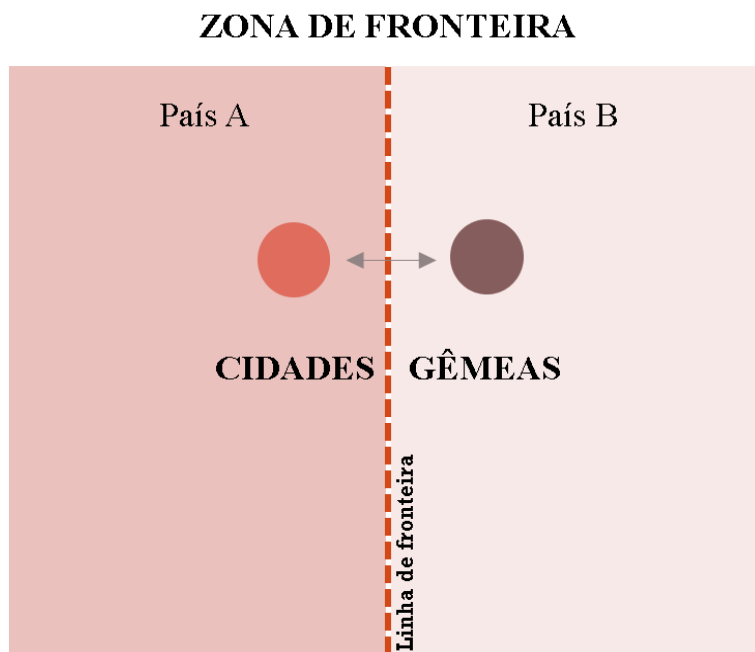 ZONA DE FRONTEIRA
País A
País B
CIDADES GÊMEAS
Linha de fronteira